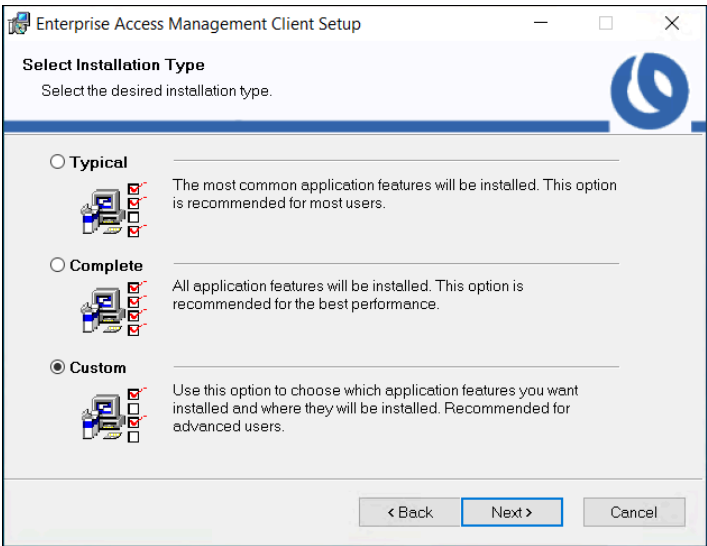 Enterprise Access Management Client Setup
Select Installation Type
Select the desired installation type.
Typical
The most common application features will be installed. This option
is recommended for most users.
Complete
All application features will be installed. This option is
recommended for the best performance.
Custom
Use this option to choose which application features you want
installed and where they will be installed. Recommended for
advanced users.
< Back
Next >
Cancel